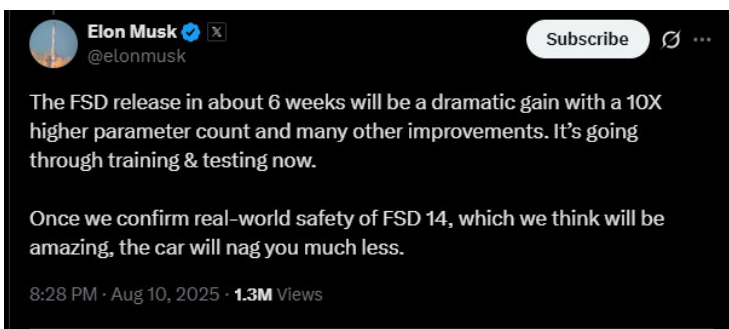 Elon Musk X
@elonmusk
Subscribe
The FSD release in about 6 weeks will be a dramatic gain with a 10X
higher parameter count and many other improvements. It’s going
through training & testing now.
Once we confirm real-world safety of FSD 14, which we think will be
amazing, the car will nag you much less.
8:28 PM · Aug 10, 2025 · 1.3M Views